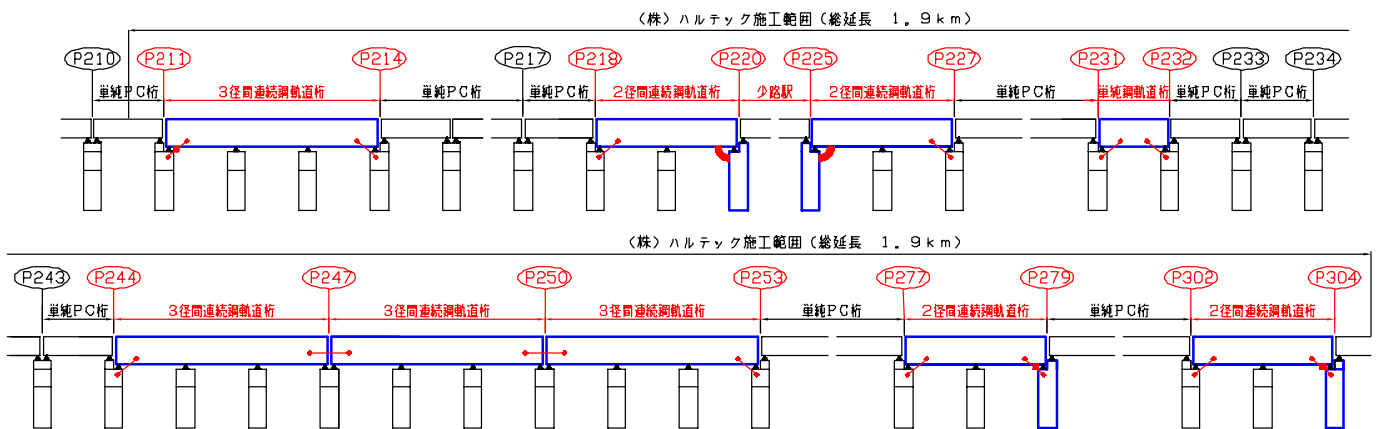 （株）ハルテック施工範囲（総延長　1．9km）
P210 P211 P214 P217 P218 P220 P225 P227 P231 P232 P233 P234
単純PC桁 3径間連続鋼軌道桁 単純PC桁 単純PC桁 2径間連続鋼軌道桁 少路駅 2径間連続鋼軌道桁 単純PC桁 単純鋼軌道桁 単純PC桁 単純PC桁
（株）ハルテック施工範囲（総延長　1．9km）
P243 P244 P247 P250 P253 P277 P279 P302 P304
単純PC桁 3径間連続鋼軌道桁 3径間連続鋼軌道桁 3径間連続鋼軌道桁 単純PC桁 2径間連続鋼軌道桁 単純PC桁 2径間連続鋼軌道桁